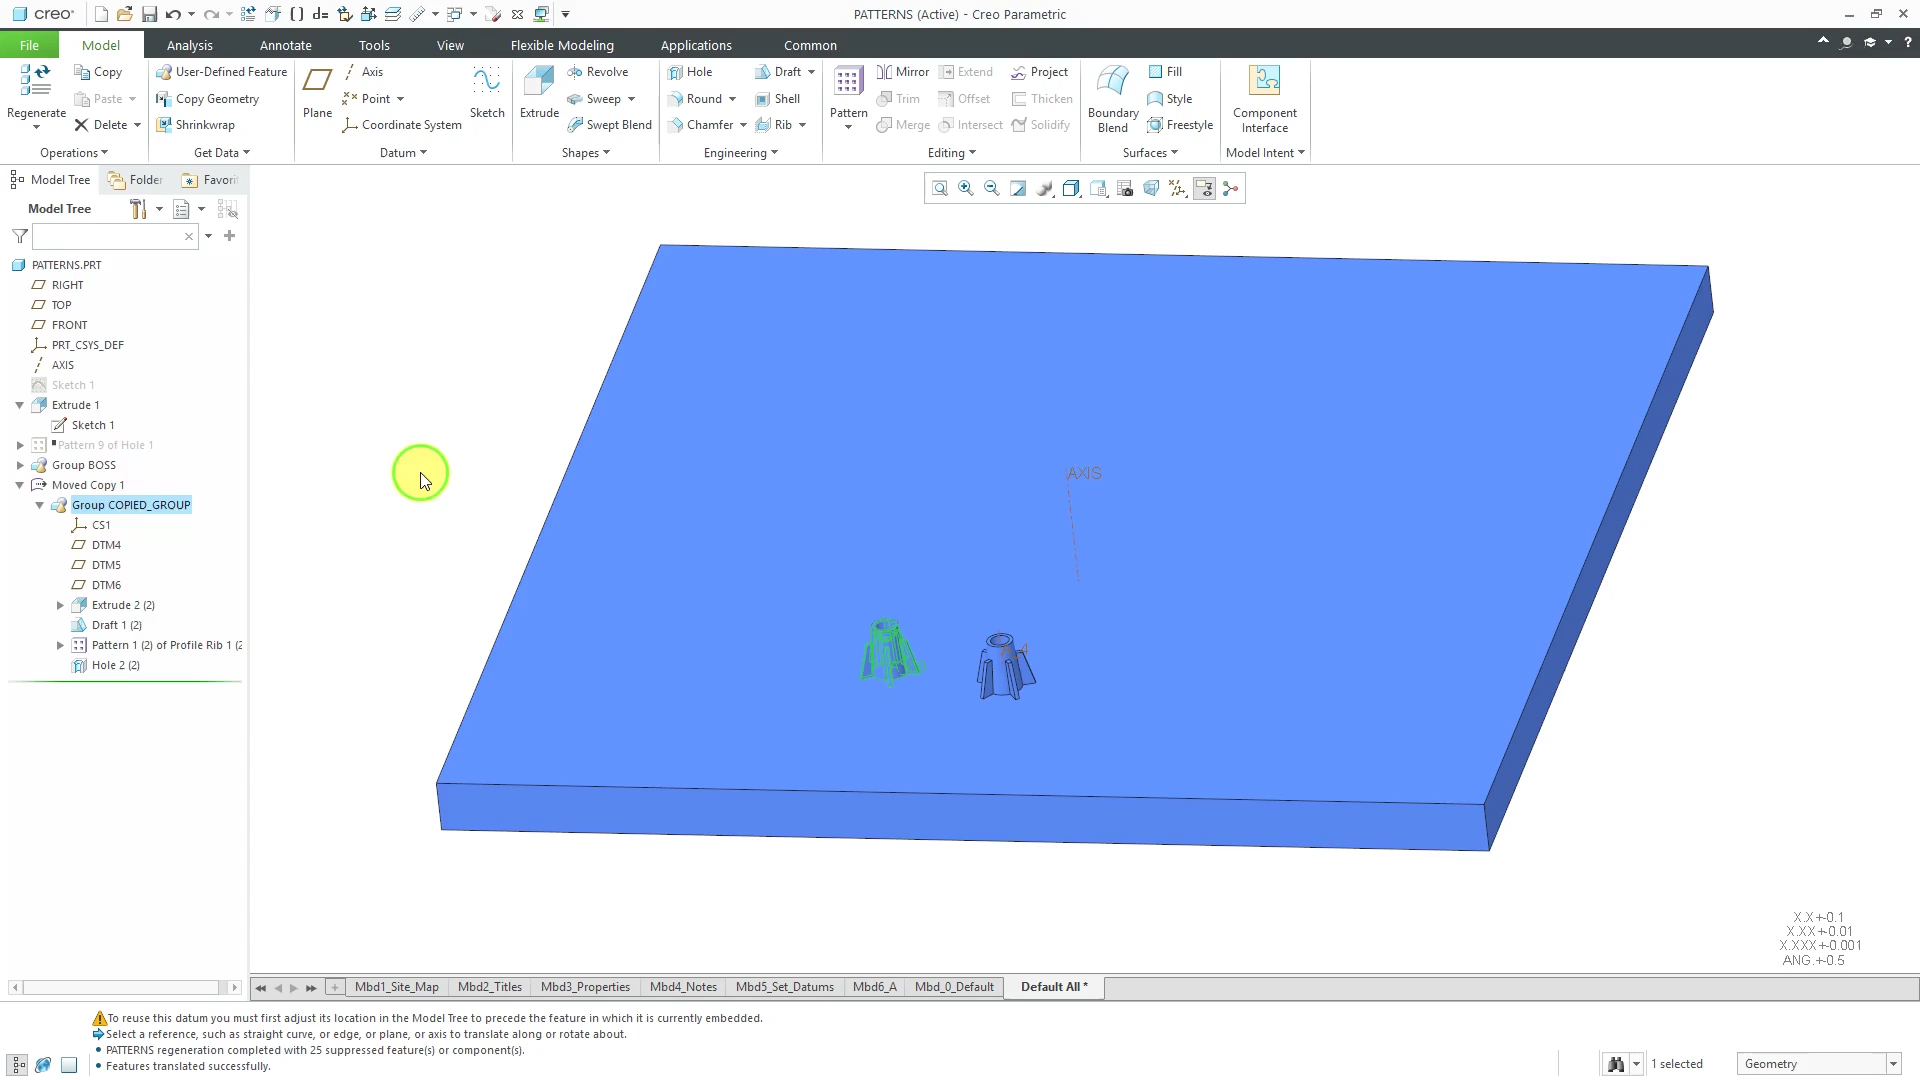 creo
PATTERNS (Active) - Creo Parametric
File Model Analysis Annotate Tools View Flexible Modeling Applications Common
Regenerate Copy Paste Delete
User-Defined Feature Copy Geometry Shrinkwrap
Plane Axis Point Coordinate System Sketch
Extrude Revolve Sweep Swept Blend
Hole Round Chamfer Draft Shell Rib
Pattern Mirror Trim Merge Extend Offset Intersect Project Thicken Solidify
Boundary Blend Fill Style Freestyle
Component Interface
Operations Get Data Datum Shapes Engineering Editing Surfaces Model Intent
Model Tree Folder Favori
Model Tree
PATTERNS.PRT
RIGHT
TOP
FRONT
PRT_CSYS_DEF
AXIS
Sketch 1
Extrude 1
Sketch 1
Pattern 9 of Hole 1
Group BOSS
Moved Copy 1
Group COPIED_GROUP
CS1
DTM4
DTM5
DTM6
Extrude 2 (2)
Draft 1 (2)
Pattern 1 (2) of Profile Rib 1 (2
Hole 2 (2)
AXIS
X.X+-0.1
X.XX+-0.01
X.XXX+-0.001
ANG.+-0.5
Mbd1_Site_Map Mbd2_Titles Mbd3_Properties Mbd4_Notes Mbd5_Set_Datums Mbd6_A Mbd_0_Default Default All *
To reuse this datum you must first adjust its location in the Model Tree to precede the feature in which it is currently embedded.
Select a reference, such as straight curve, or edge, or plane, or axis to translate along or rotate about.
• PATTERNS regeneration completed with 25 suppressed feature(s) or component(s).
• Features translated successfully.
1 selected
Geometry